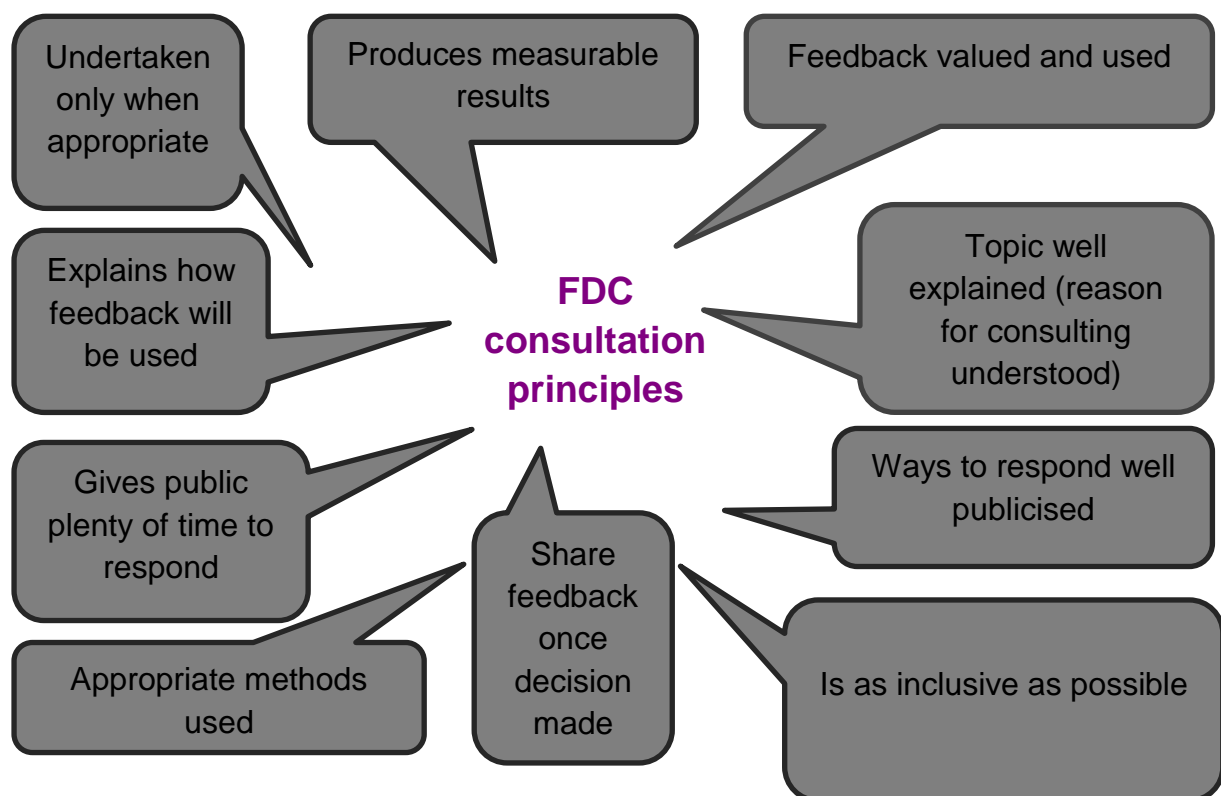 Undertaken
only when
appropriate
Produces measurable
results
Feedback valued and used
Explains how
feedback will
be used
FDC
consultation
principles
Topic well
explained (reason
for consulting
understood)
Gives public
plenty of time to
respond
Ways to respond well
publicised
Share
feedback
once
decision
made
Appropriate methods
used
Is as inclusive as possible